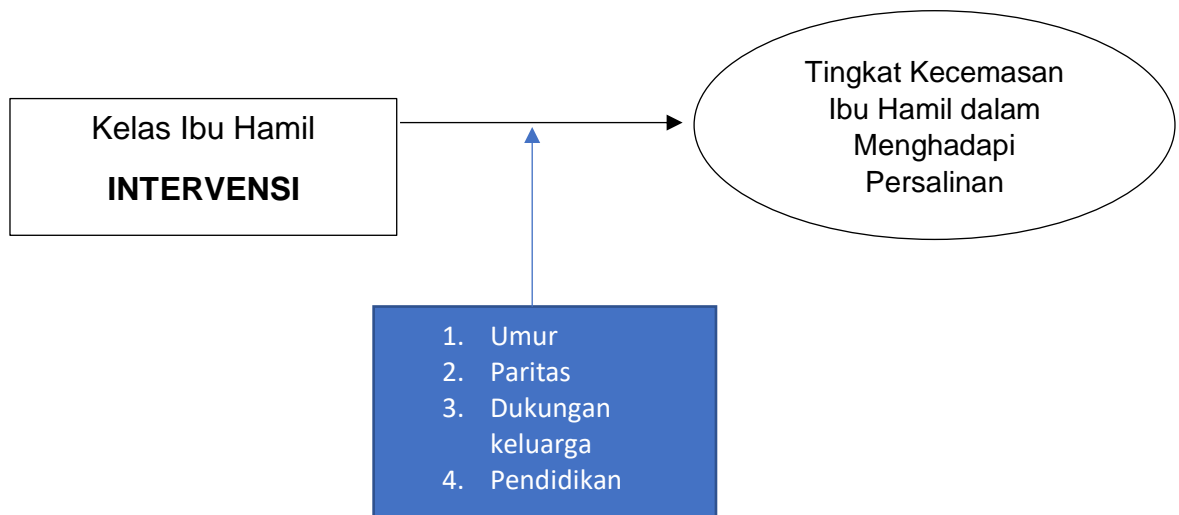 Kelas Ibu Hamil
INTERVENSI
Tingkat Kecemasan
Ibu Hamil dalam
Menghadapi
Persalinan
1. Umur
2. Paritas
3. Dukungan
keluarga
4. Pendidikan